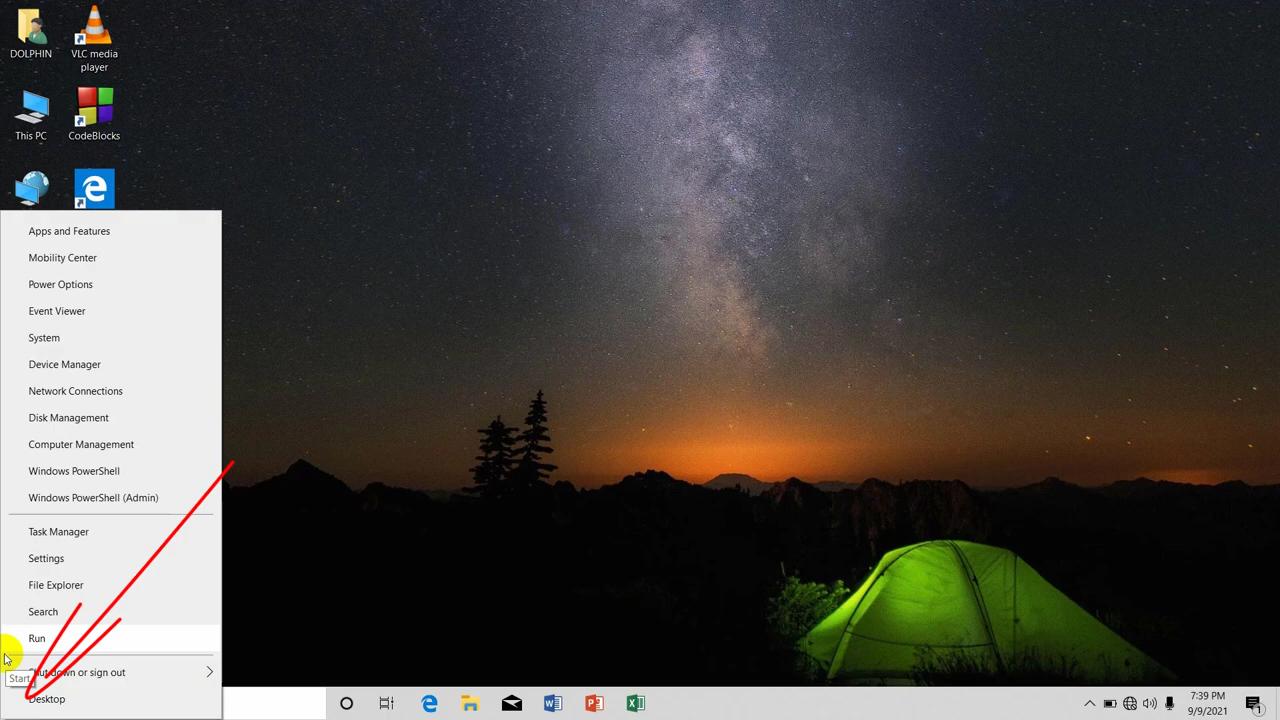 DOLPHIN
VLC media
player
This PC
CodeBlocks
Apps and Features
Mobility Center
Power Options
Event Viewer
System
Device Manager
Network Connections
Disk Management
Computer Management
Windows PowerShell
Windows PowerShell (Admin)
Task Manager
Settings
File Explorer
Search
Run
Shut down or sign out
Start
Desktop
7:39 PM
9/9/2021
1